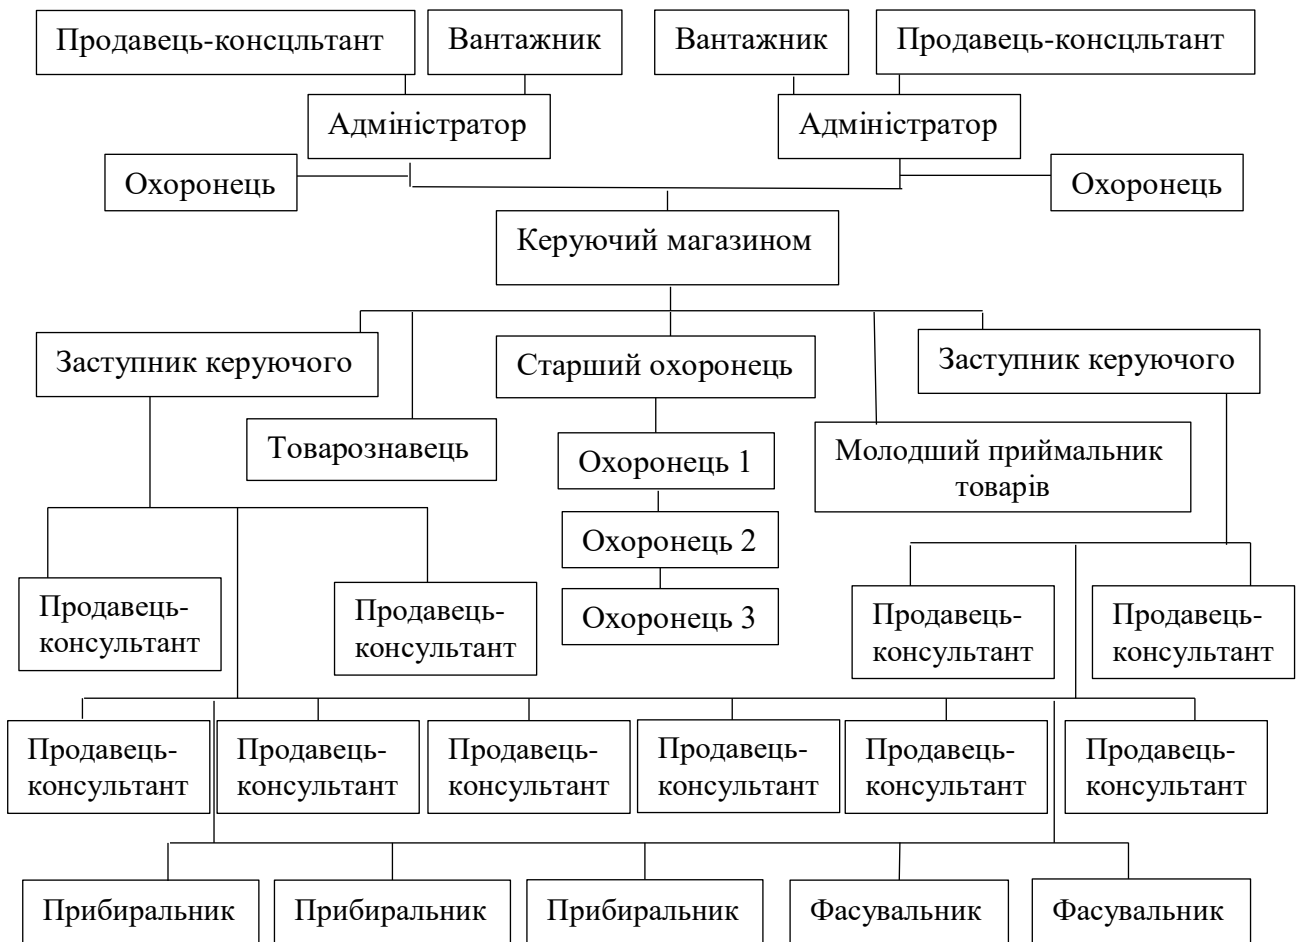 Продавець-консцльтант
Вантажник
Вантажник
Продавець-консцльтант
Адміністратор
Адміністратор
Охоронець
Охоронець
Керуючий магазином
Заступник керуючого
Старший охоронець
Заступник керуючого
Товарознавець
Охоронець 1
Молодший приймальник
товарів
Охоронець 2
Охоронець 3
Продавець-
консультант
Продавець-
консультант
Продавець-
консультант
Продавець-
консультант
Продавець-
консультант
Продавець-
консультант
Продавець-
консультант
Продавець-
консультант
Продавець-
консультант
Продавець-
консультант
Прибиральник
Прибиральник
Прибиральник
Фасувальник
Фасувальник